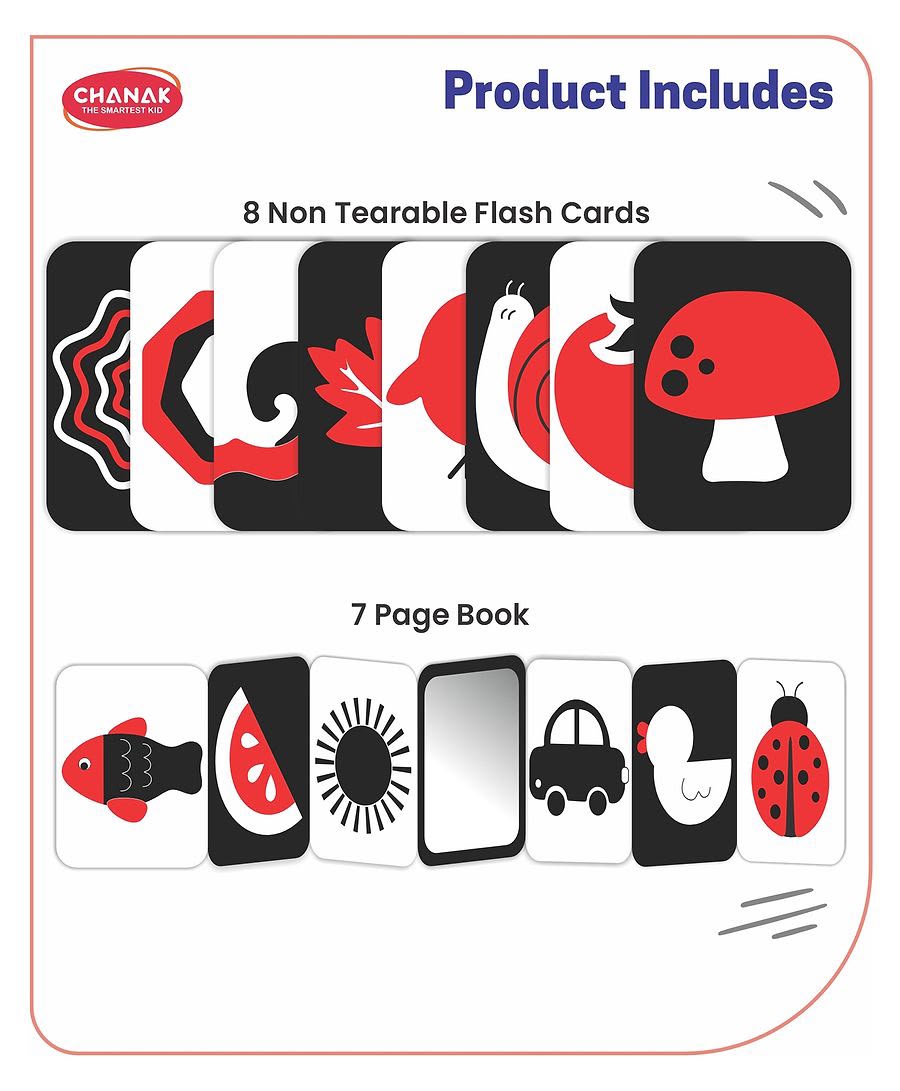 CHANAK
THE SMARTEST KID
Product Includes
8 Non Tearable Flash Cards
7 Page Book